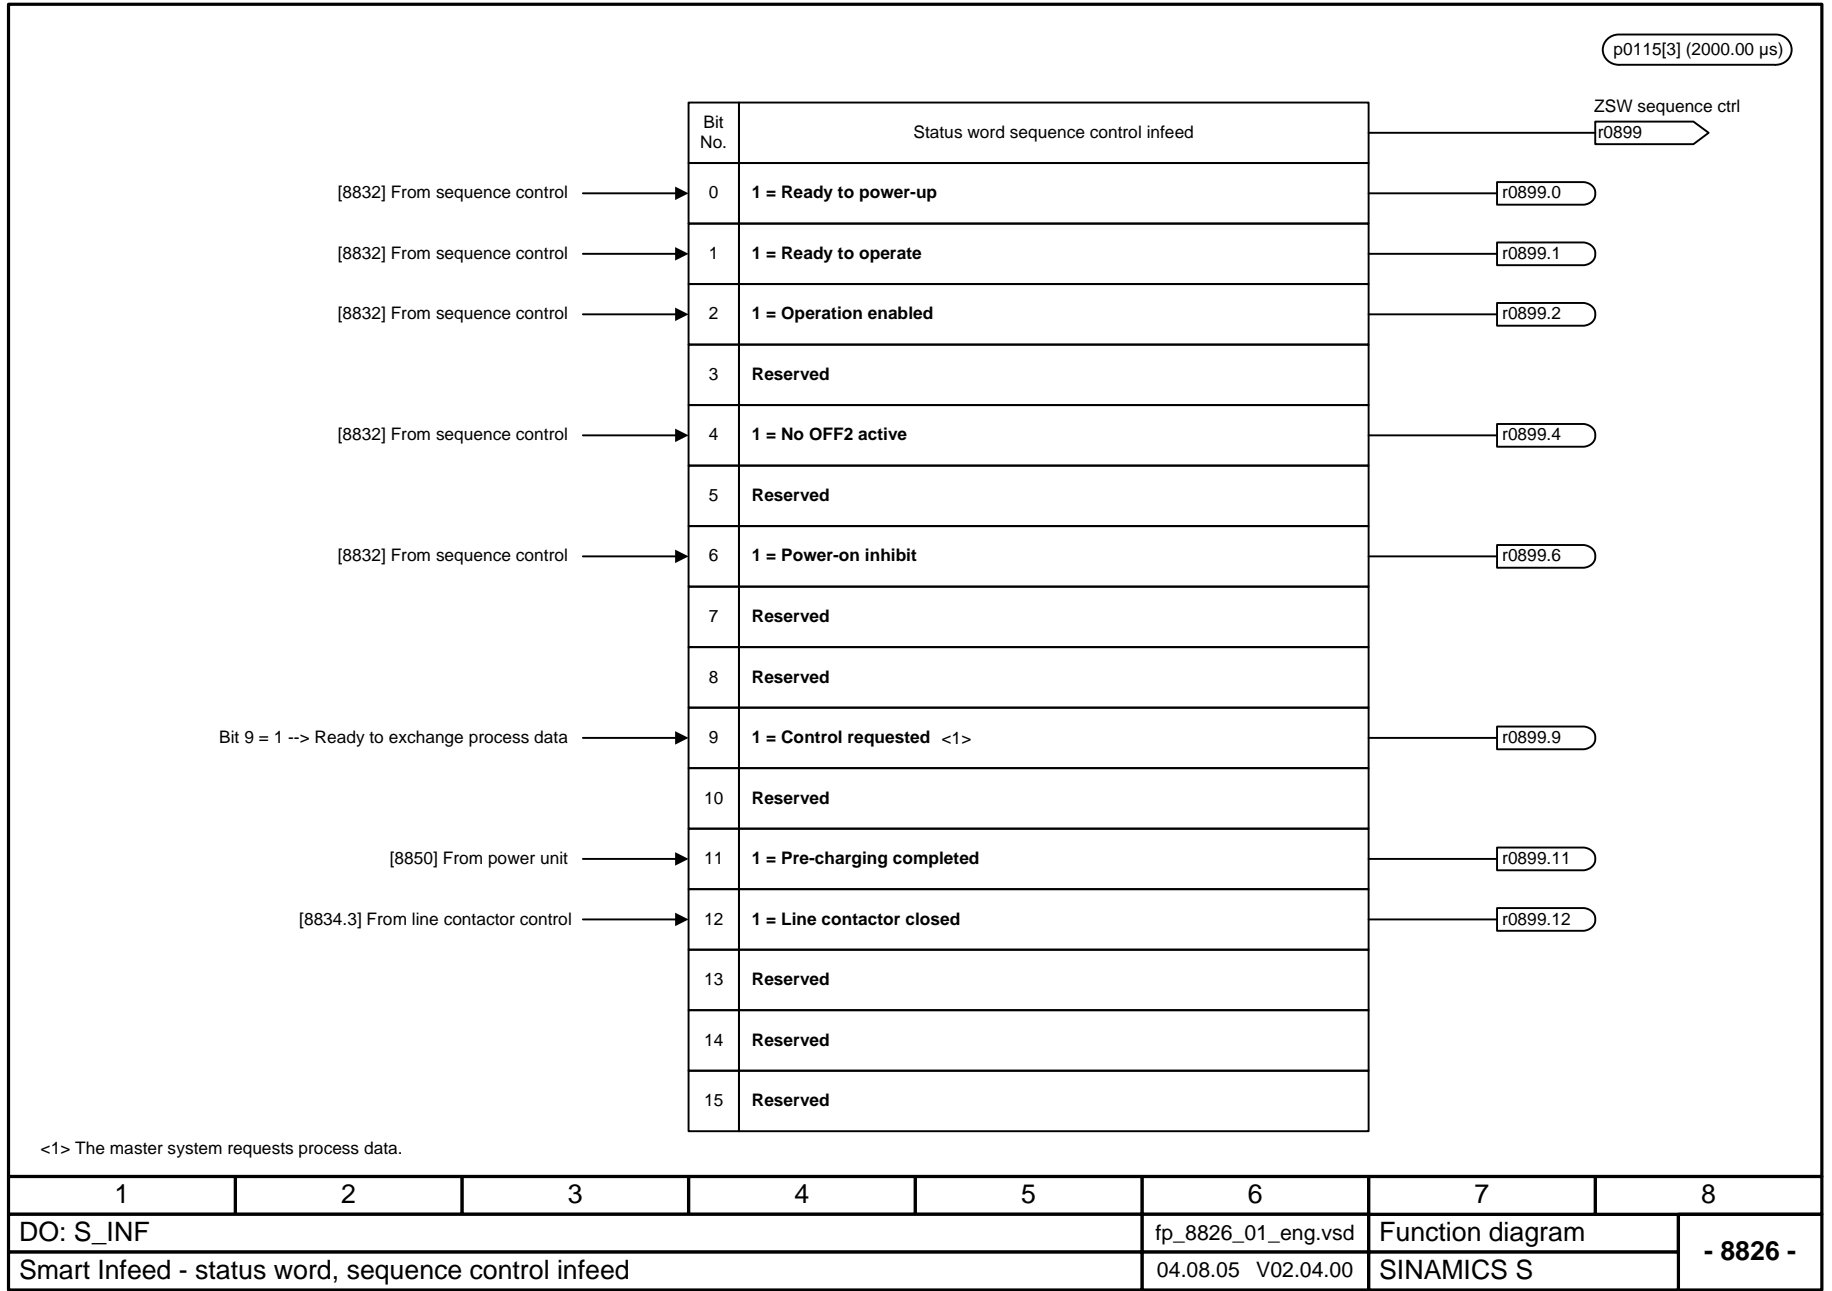 p0115[3] (2000.00 µs)
ZSW sequence ctrl
Bit No. Status word sequence control infeed r0899
[8832] From sequence control 0 1 = Ready to power-up r0899.0
[8832] From sequence control 1 1 = Ready to operate r0899.1
[8832] From sequence control 2 1 = Operation enabled r0899.2
3 Reserved
[8832] From sequence control 4 1 = No OFF2 active r0899.4
5 Reserved
[8832] From sequence control 6 1 = Power-on inhibit r0899.6
7 Reserved
8 Reserved
Bit 9 = 1 --> Ready to exchange process data 9 1 = Control requested <1> r0899.9
10 Reserved
[8850] From power unit 11 1 = Pre-charging completed r0899.11
[8834.3] From line contactor control 12 1 = Line contactor closed r0899.12
13 Reserved
14 Reserved
15 Reserved
<1> The master system requests process data.
1 2 3 4 5 6 7 8
DO: S_INF fp_8826_01_eng.vsd Function diagram - 8826 -
Smart Infeed - status word, sequence control infeed 04.08.05 V02.04.00 SINAMICS S